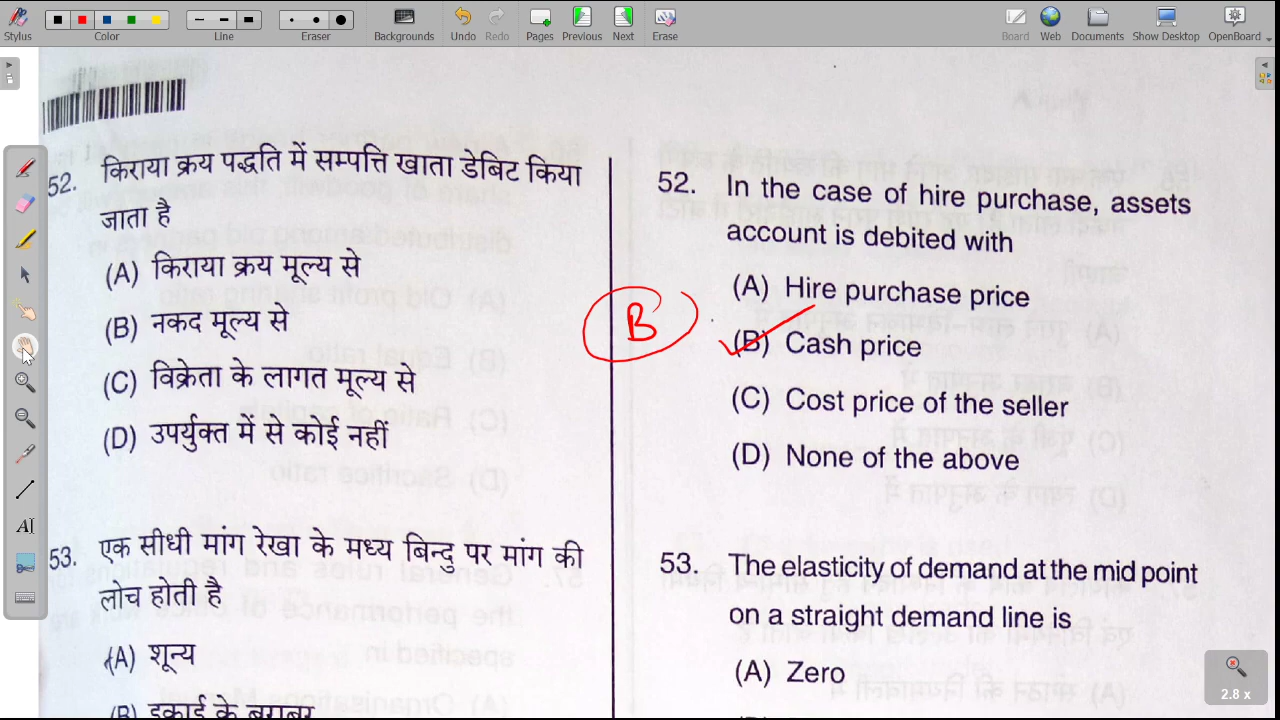 Stylus
Color
Line
Eraser
Backgrounds
Undo
Redo
Pages
Previous
Next
Erase
Board
Web
Documents
Show Desktop
OpenBoard
52. किराया क्रय पद्धति में सम्पत्ति खाता डेबिट किया
जाता है
(A) किराया क्रय मूल्य से
(B) नकद मूल्य से
(C) विक्रेता के लागत मूल्य से
(D) उपर्युक्त में से कोई नहीं
53. एक सीधी मांग रेखा के मध्य बिन्दु पर मांग की
लोच होती है
(A) शून्य
(B) इकाई के बराबर
B
52. In the case of hire purchase, assets
account is debited with
(A) Hire purchase price
(B) Cash price
(C) Cost price of the seller
(D) None of the above
53. The elasticity of demand at the mid point
on a straight demand line is
(A) Zero
2.8 x